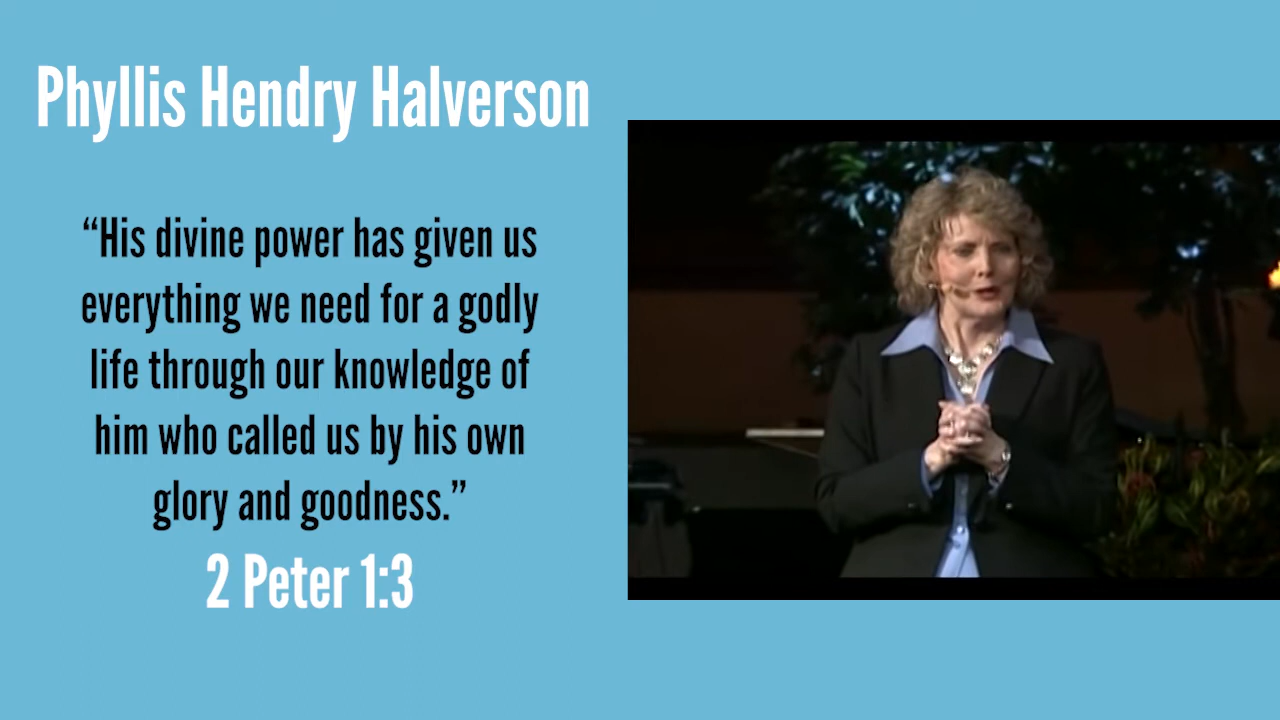 Phyllis Hendry Halverson
“His divine power has given us
everything we need for a godly
life through our knowledge of
him who called us by his own
glory and goodness.”
2 Peter 1:3